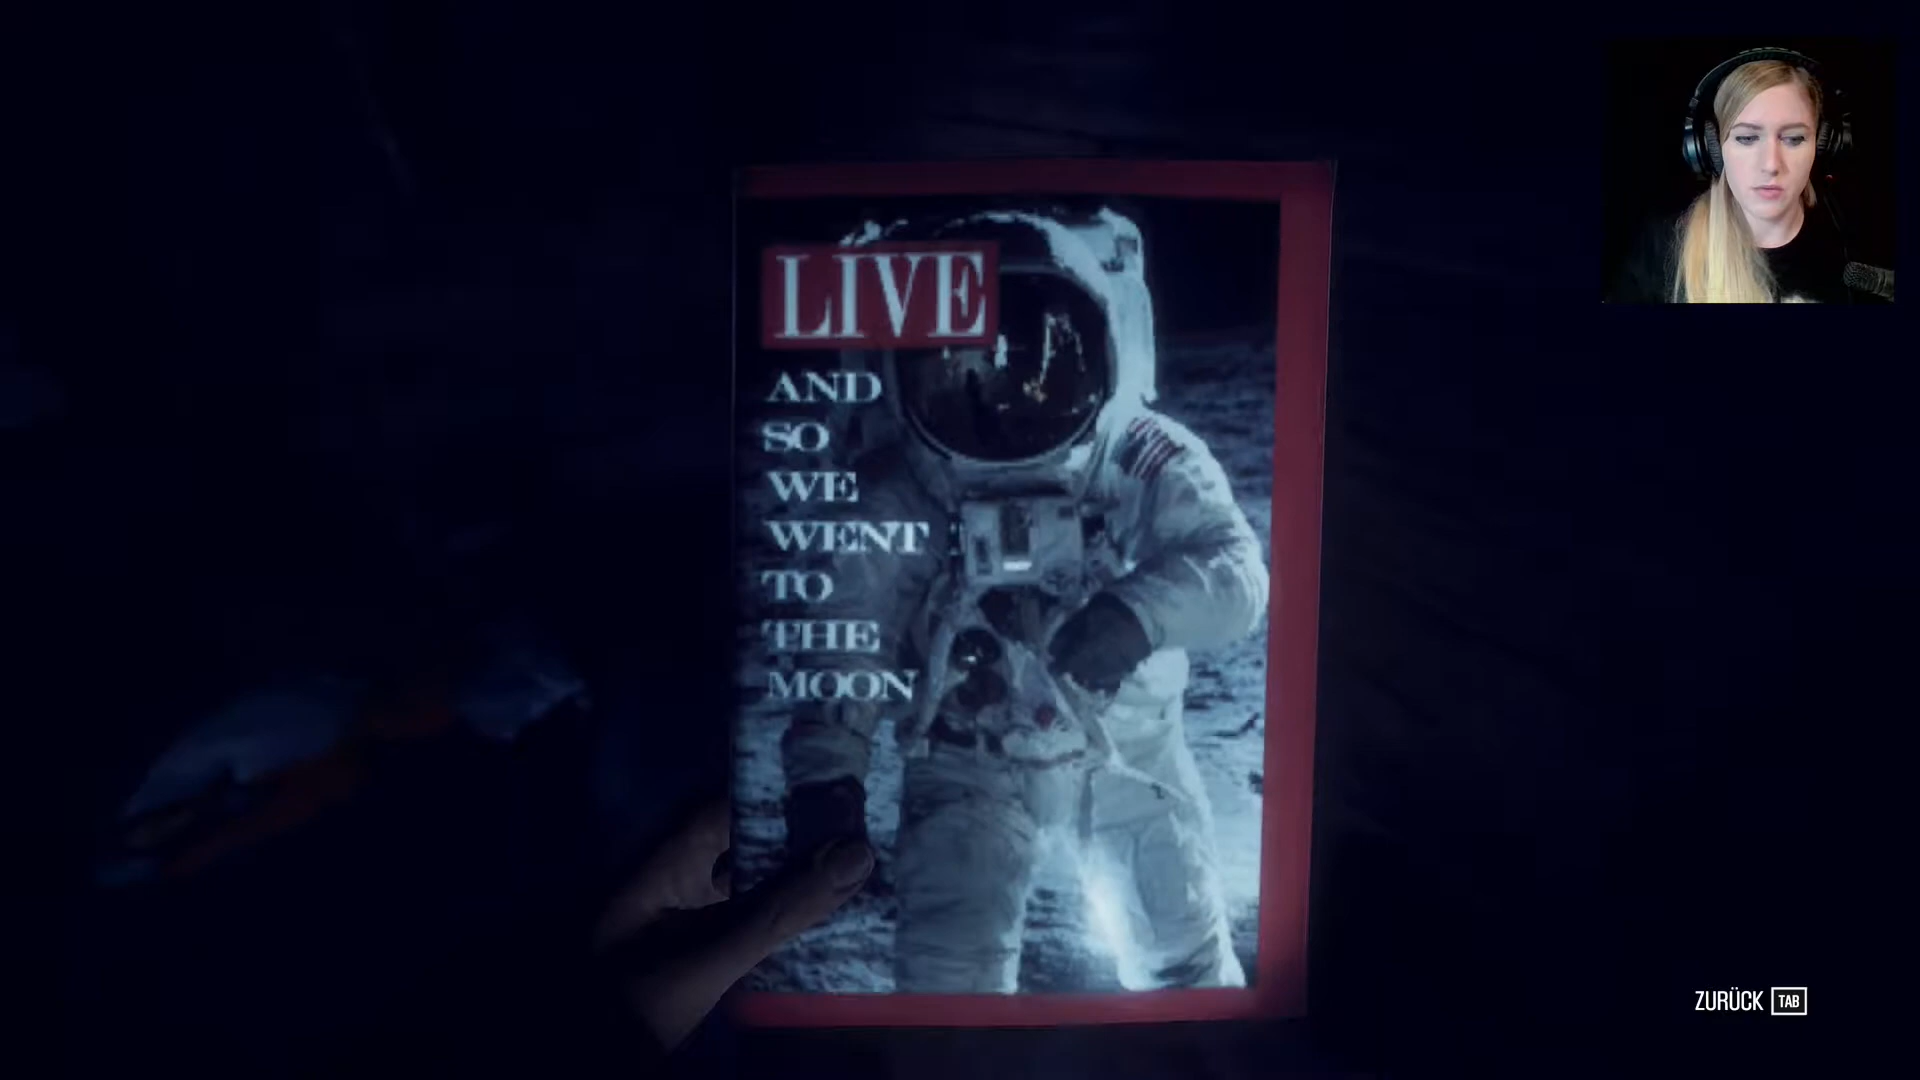 LIVE
AND
SO
WE
WENT
TO
THE
MOON
ZURÜCK TAB